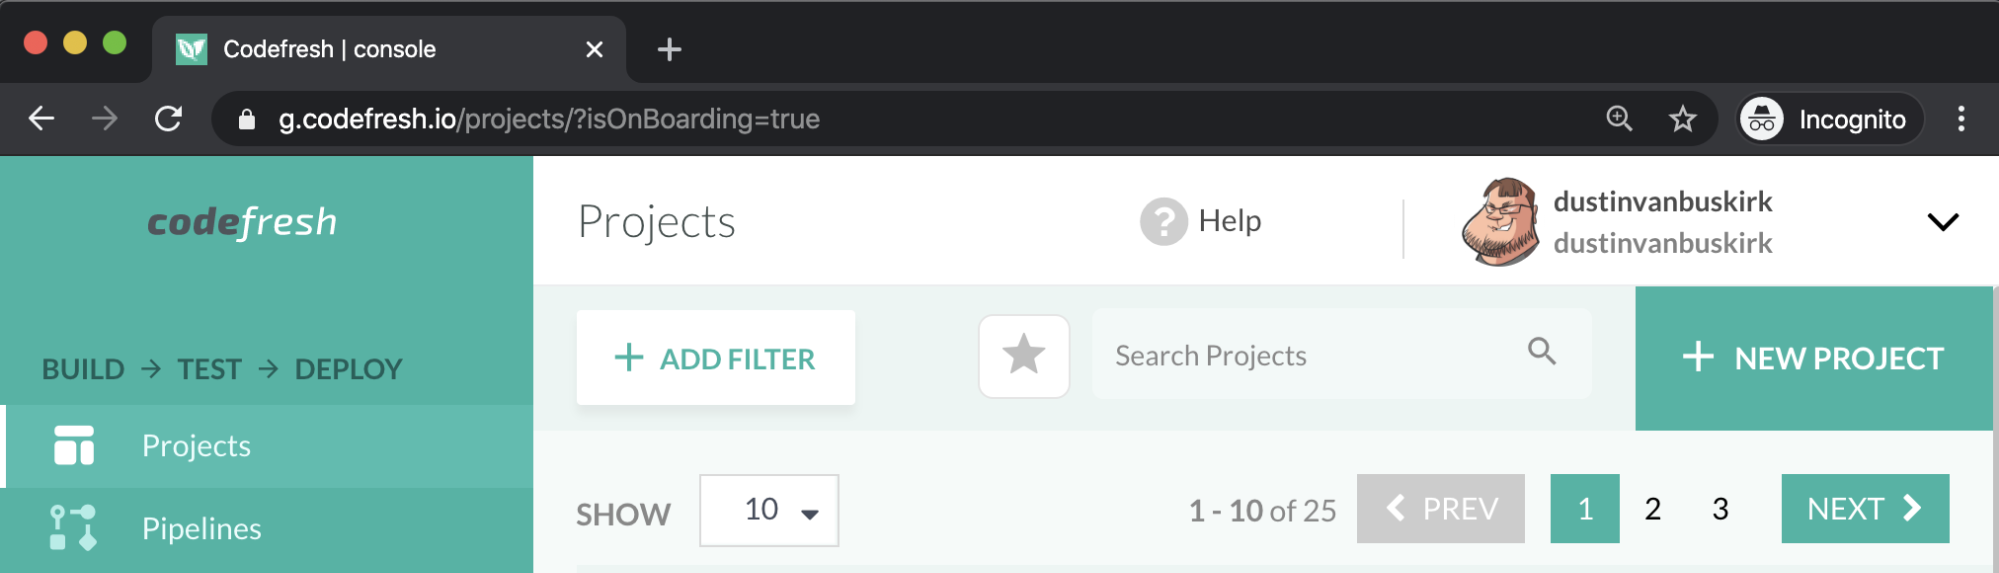 Codefresh | console
g.codefresh.io/projects/?isOnBoarding=true
Incognito
codefresh
Projects
? Help
dustinvanbuskirk
dustinvanbuskirk
BUILD → TEST → DEPLOY
+ ADD FILTER
Search Projects
+ NEW PROJECT
Projects
Pipelines
SHOW 10
1 - 10 of 25
PREV 1 2 3 NEXT